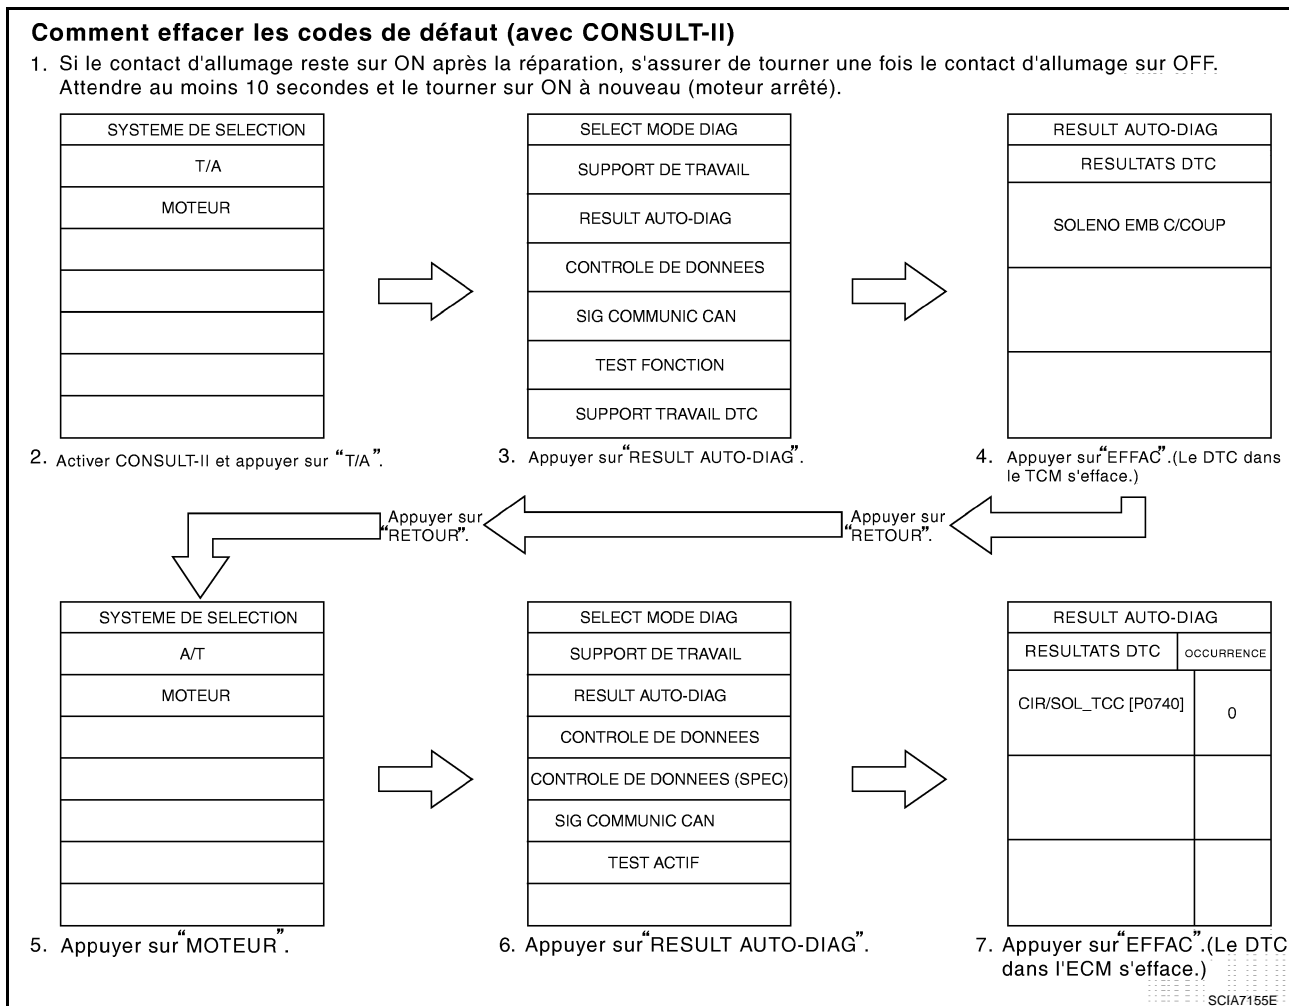 Comment effacer les codes de défaut (avec CONSULT-II)
1. Si le contact d'allumage reste sur ON après la réparation, s'assurer de tourner une fois le contact d'allumage sur OFF.
Attendre au moins 10 secondes et le tourner sur ON à nouveau (moteur arrêté).
SYSTEME DE SELECTION
T/A
MOTEUR
SELECT MODE DIAG
SUPPORT DE TRAVAIL
RESULT AUTO-DIAG
CONTROLE DE DONNEES
SIG COMMUNIC CAN
TEST FONCTION
SUPPORT TRAVAIL DTC
RESULT AUTO-DIAG
RESULTATS DTC
SOLENO EMB C/COUP
2. Activer CONSULT-II et appuyer sur "T/A".
3. Appuyer sur"RESULT AUTO-DIAG".
4. Appuyer sur"EFFAC".(Le DTC dans
le TCM s'efface.)
Appuyer sur
"RETOUR".
Appuyer sur
"RETOUR".
SYSTEME DE SELECTION
A/T
MOTEUR
SELECT MODE DIAG
SUPPORT DE TRAVAIL
RESULT AUTO-DIAG
CONTROLE DE DONNEES
CONTROLE DE DONNEES (SPEC)
SIG COMMUNIC CAN
TEST ACTIF
RESULT AUTO-DIAG
RESULTATS DTC OCCURRENCE
CIR/SOL_TCC [P0740] 0
5. Appuyer sur"MOTEUR".
6. Appuyer sur"RESULT AUTO-DIAG".
7. Appuyer sur"EFFAC".(Le DTC
dans l'ECM s'efface.)
SCIA7155E